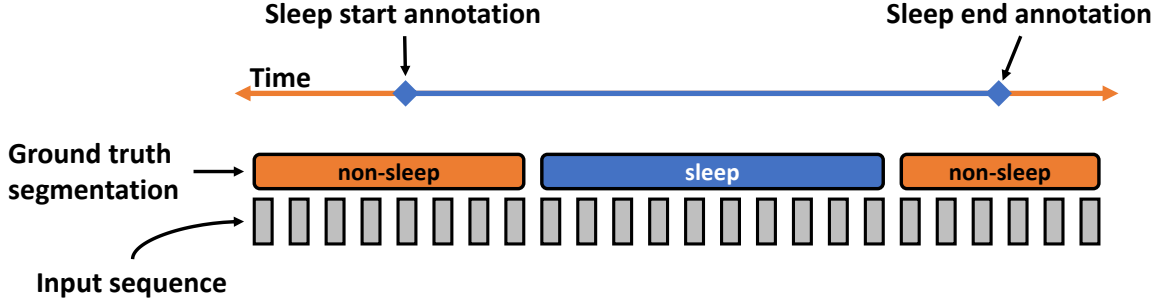 Sleep start annotation
Sleep end annotation
Time
Ground truth
segmentation
non-sleep
sleep
non-sleep
Input sequence